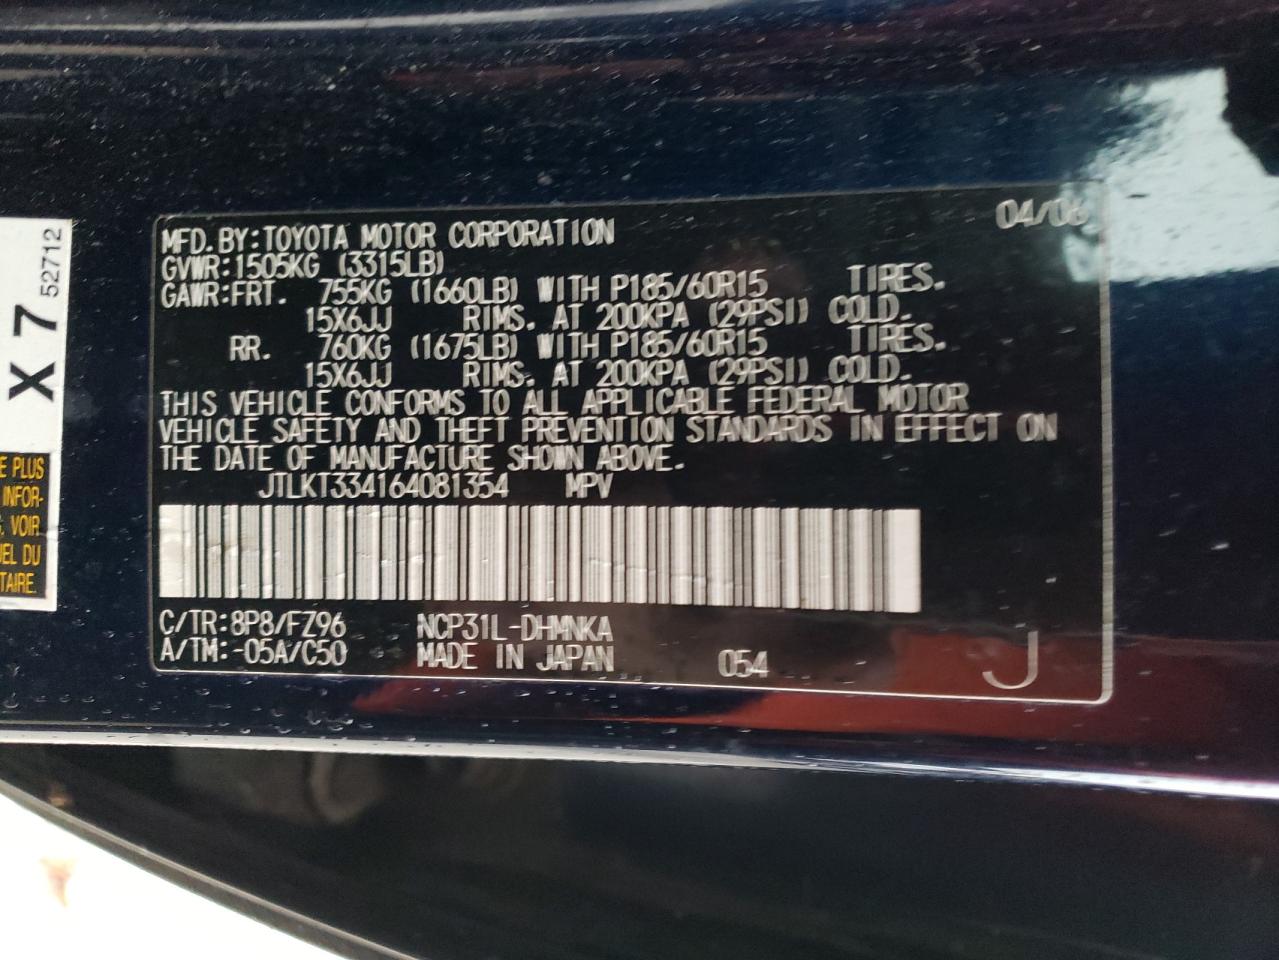 04/06
MFD. BY: TOYOTA MOTOR CORPORATION
GVWR: 1505KG (3315LB)
GAWR: FRT. 755KG (1660LB) WITH P185/60R15 TIRES.
15X6JJ RIMS. AT 200KPA (29PSI) COLD.
RR. 760KG (1675LB) WITH P185/60R15 TIRES.
15X6JJ RIMS. AT 200KPA (29PSI) COLD.
THIS VEHICLE CONFORMS TO ALL APPLICABLE FEDERAL MOTOR
VEHICLE SAFETY AND THEFT PREVENTION STANDARDS IN EFFECT ON
THE DATE OF MANUFACTURE SHOWN ABOVE.
JTLKT334164081354 MPV
C/TR: 8P8/FZ96 NCP31L-DHMNKA
A/TM: -05A/C50 MADE IN JAPAN 054 J
X 7
52712
E PLUS
INFOR-
VOIR
EL DU
TAIRE.